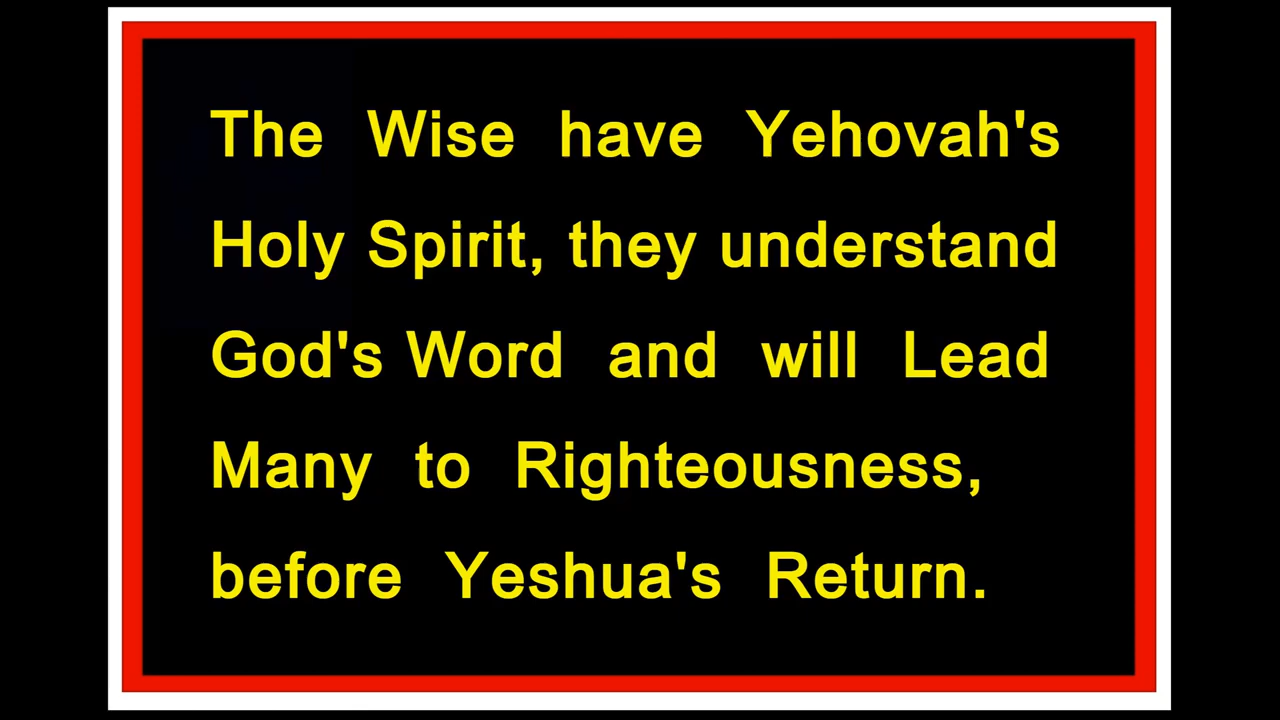 The Wise have Yehovah's
Holy Spirit, they understand
God's Word and will Lead
Many to Righteousness,
before Yeshua's Return.